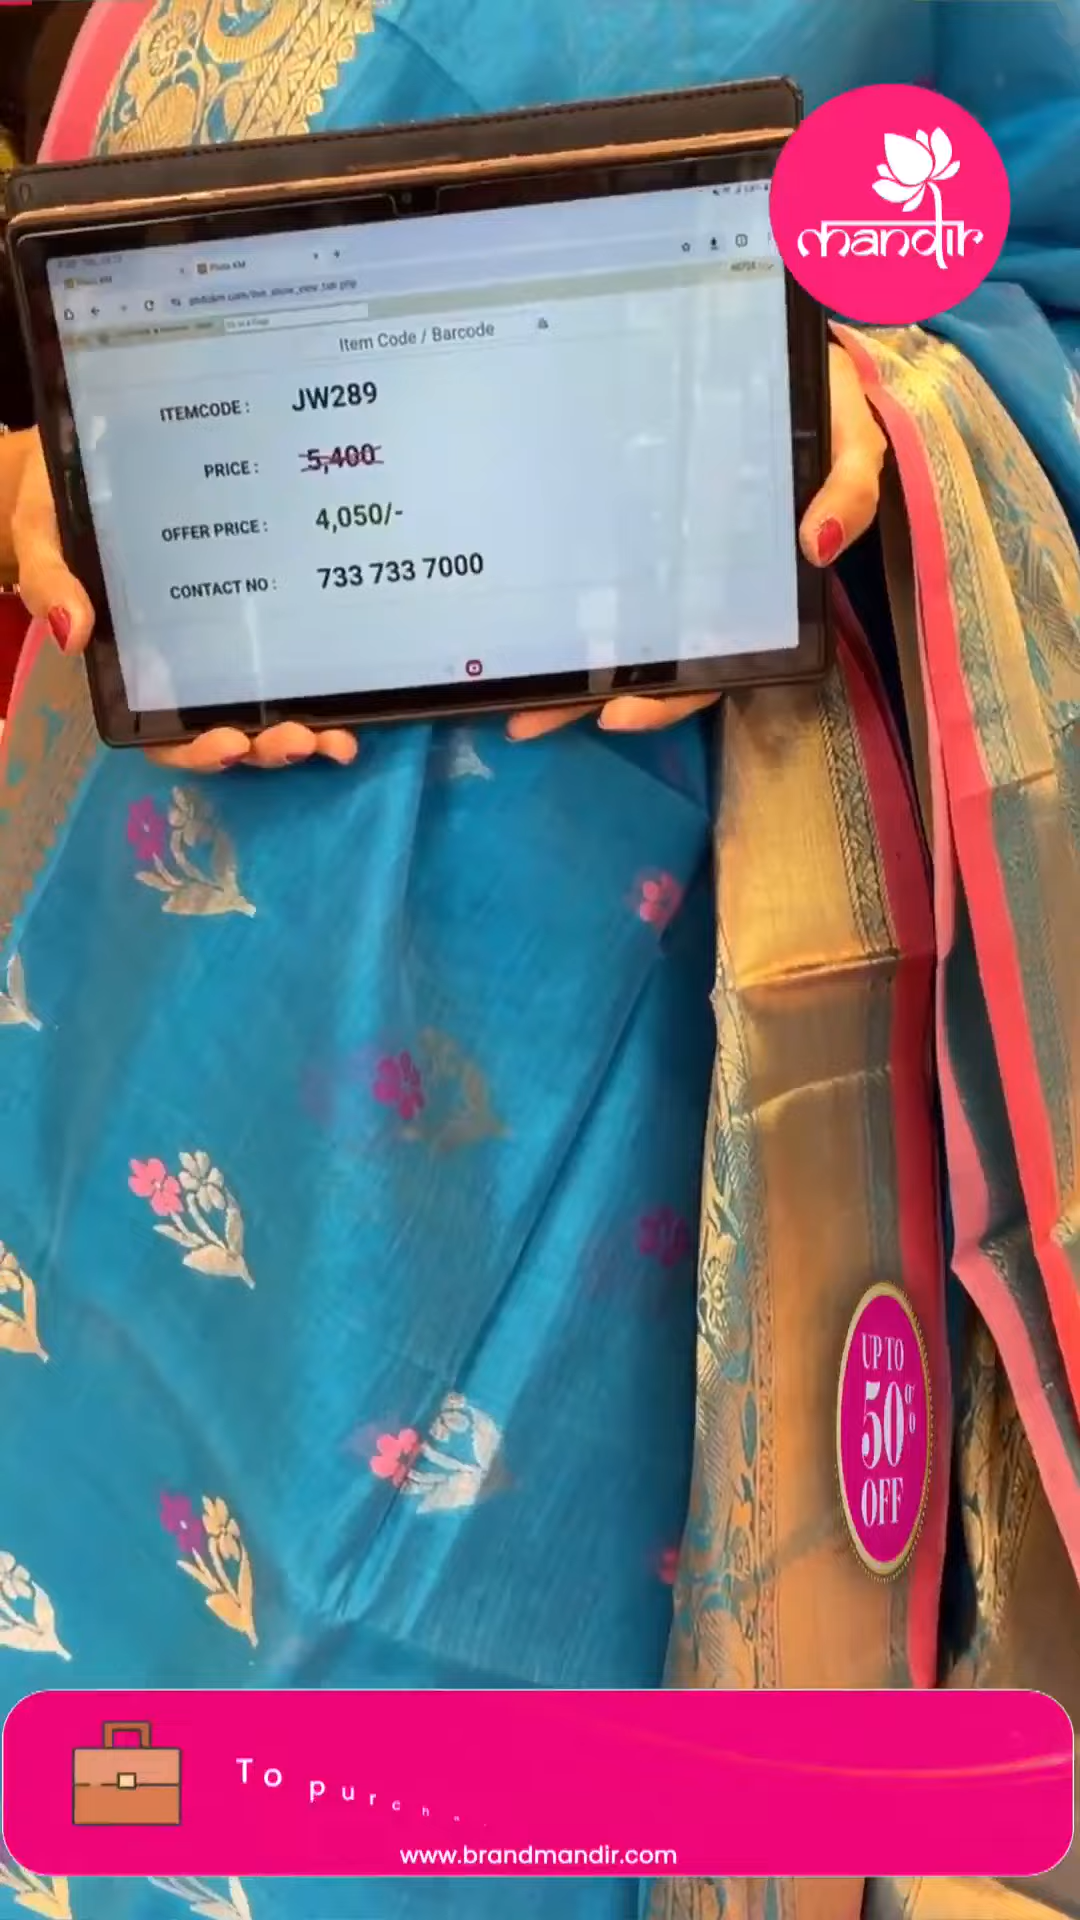 mandir
Item Code / Barcode
ITEMCODE : JW289
PRICE : 5,400
OFFER PRICE : 4,050/-
CONTACT NO : 733 733 7000
UP TO
50%
OFF
To purch
www.brandmandir.com